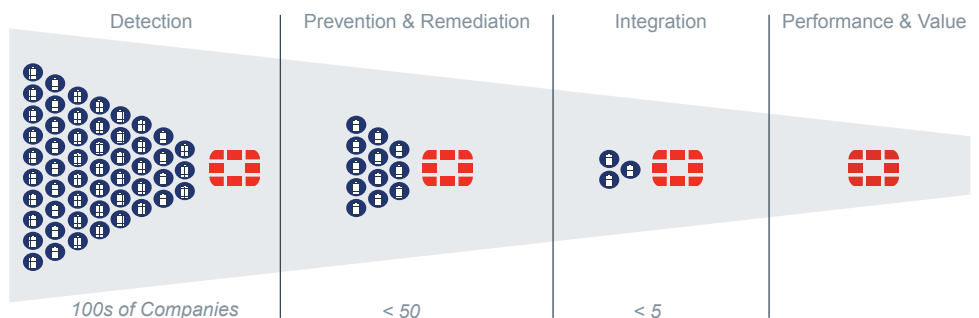 Detection
Prevention & Remediation
Integration
Performance & Value
100s of Companies
< 50
< 5